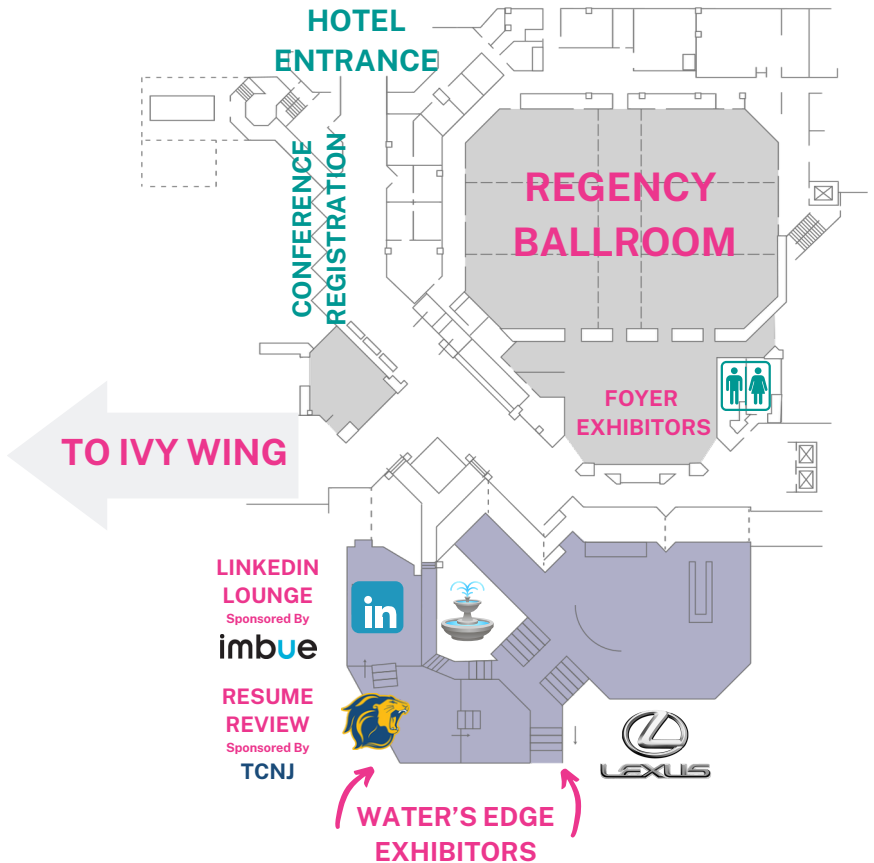 HOTEL
ENTRANCE
CONFERENCE
REGISTRATION
REGENCY
BALLROOM
FOYER
EXHIBITORS
TO IVY WING
LINKEDIN
LOUNGE
Sponsored By
imbue
in
RESUME
REVIEW
Sponsored By
TCNJ
LEXUS
WATER'S EDGE
EXHIBITORS